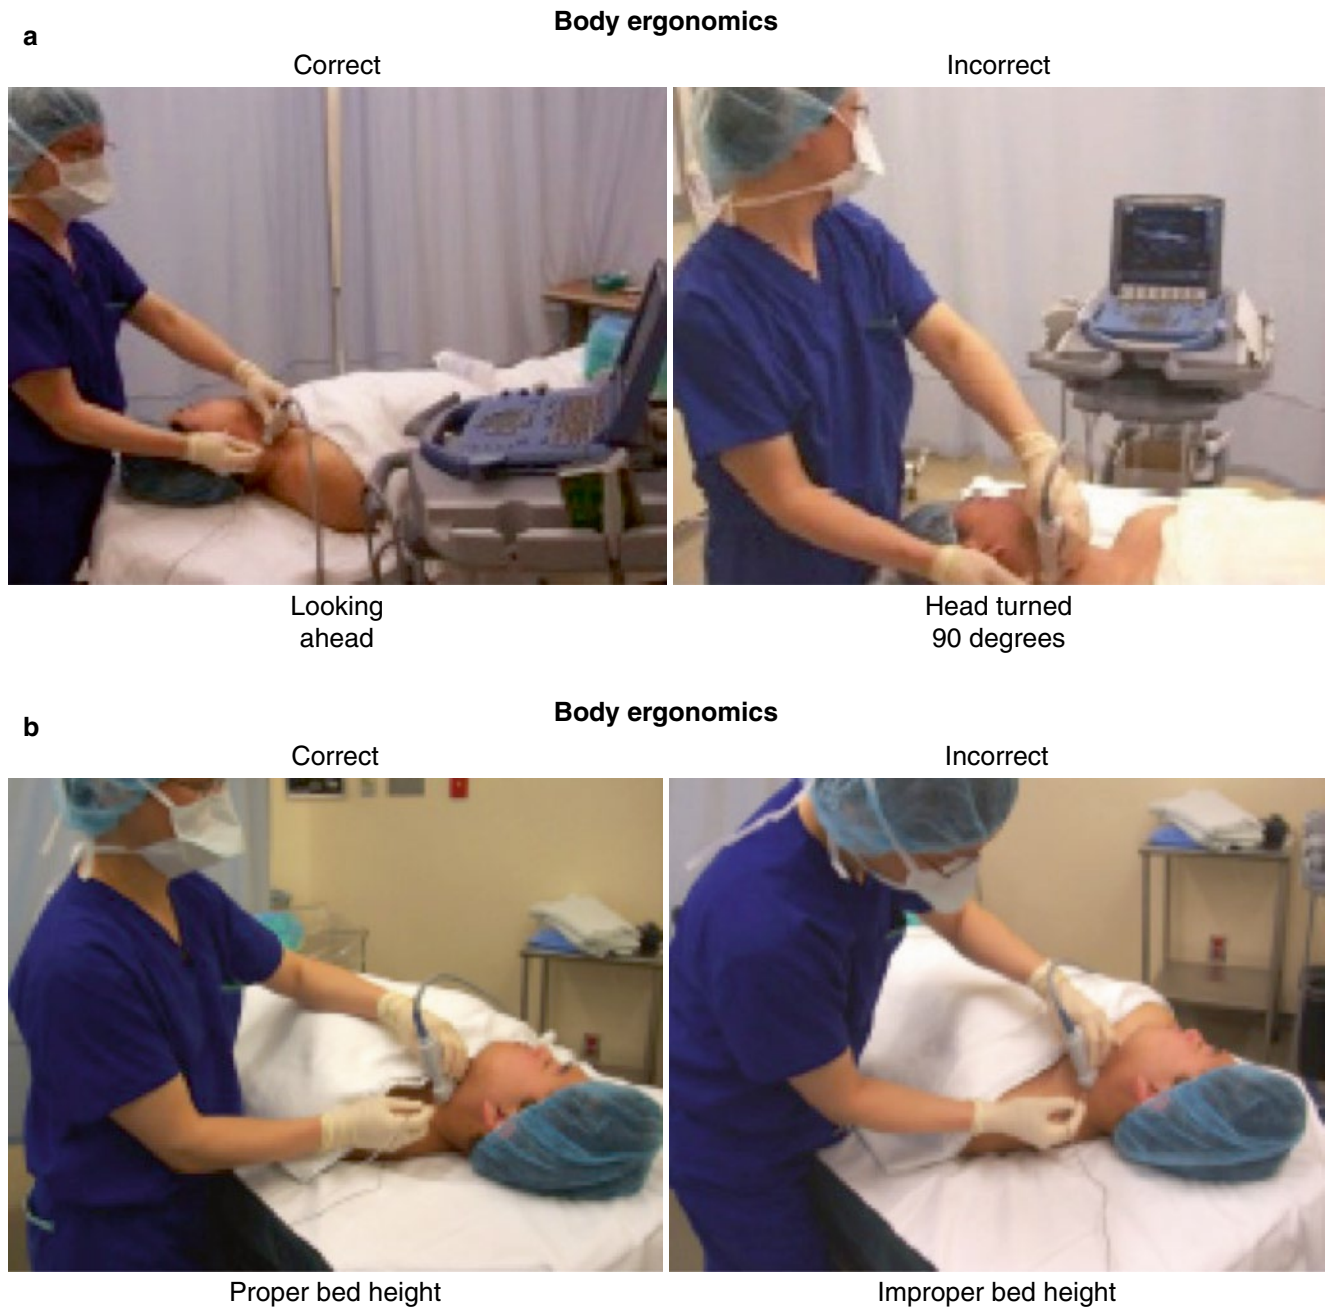 Body ergonomics
a
Correct
Incorrect
Looking
ahead
Head turned
90 degrees
Body ergonomics
b
Correct
Incorrect
Proper bed height
Improper bed height